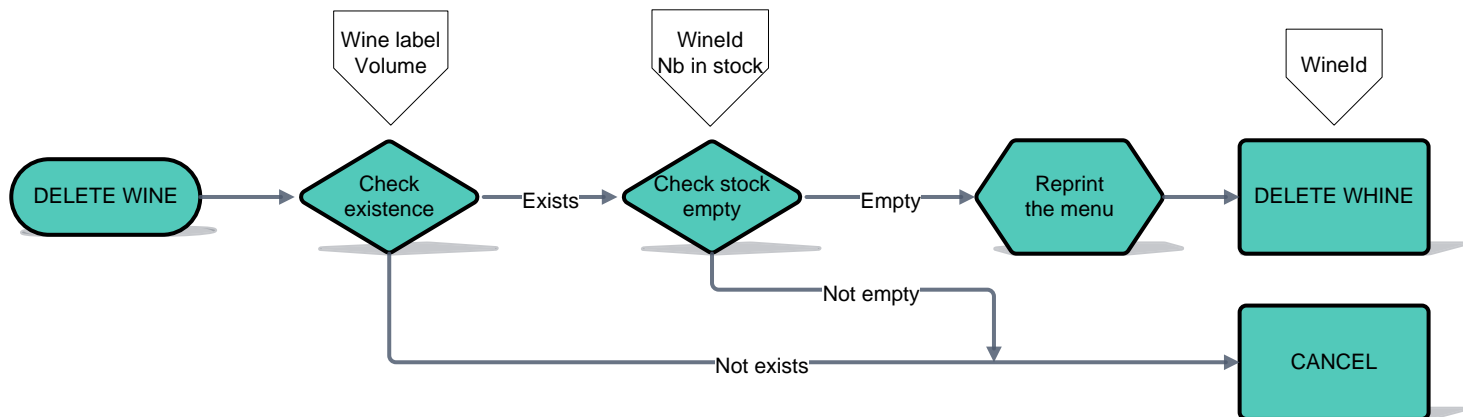 Wine label
Volume
WineId
Nb in stock
WineId
DELETE WINE
Check
existence
Exists
Check stock
empty
Empty
Reprint
the menu
DELETE WHINE
Not empty
Not exists
CANCEL